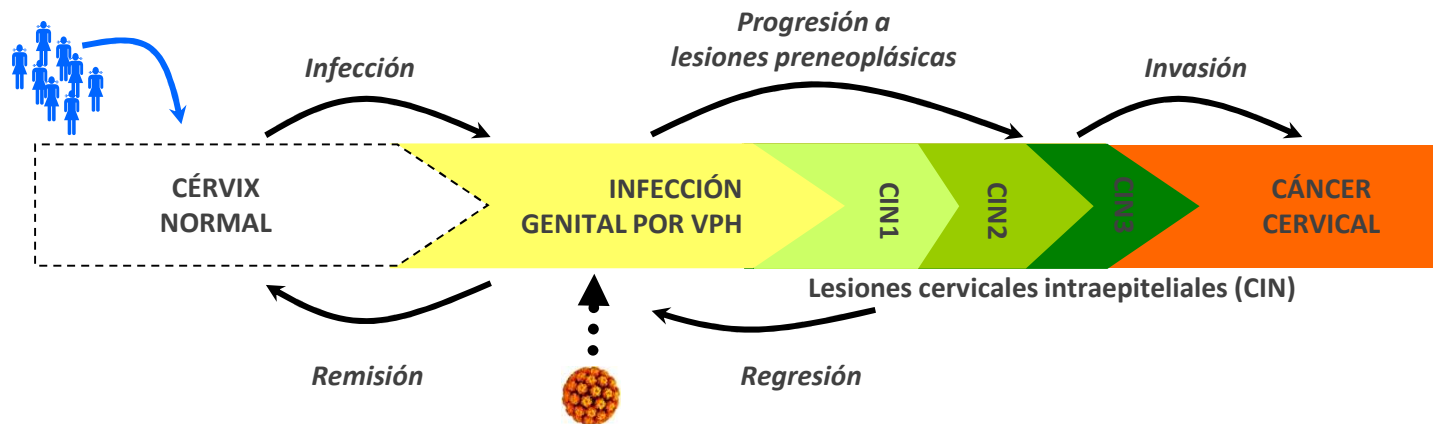 Progresión a
lesiones preneoplásicas
Infección
Invasión
CÉRVIX
NORMAL
INFECCIÓN
GENITAL POR VPH
CIN1
CIN2
CIN3
CÁNCER
CERVICAL
Lesiones cervicales intraepiteliales (CIN)
Remisión
Regresión